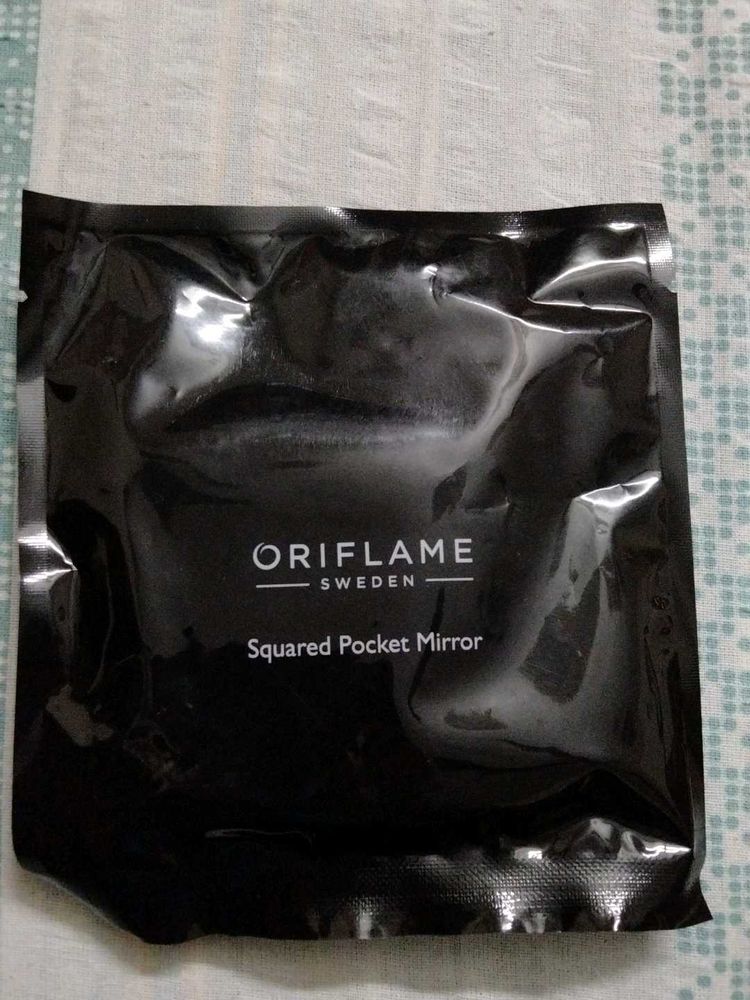 ORIFLAME
SWEDEN
Squared Pocket Mirror